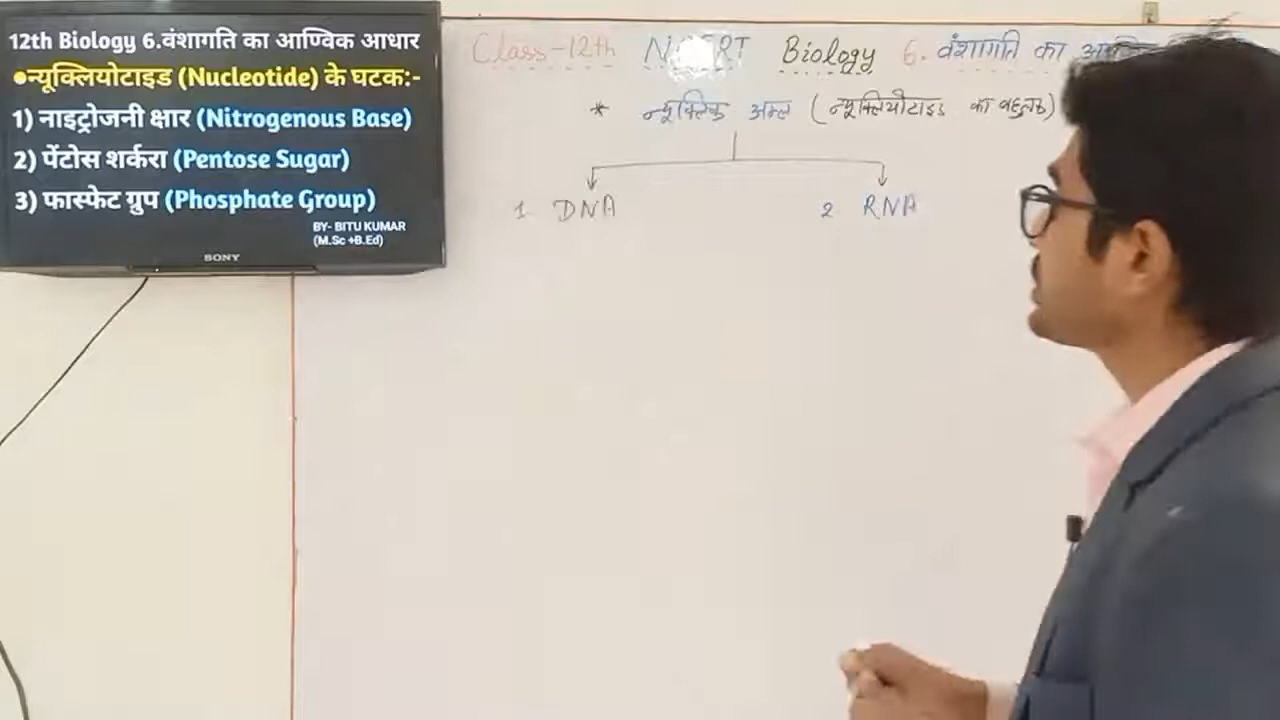 12th Biology 6.वंशागति का आण्विक आधार
●न्यूक्लियोटाइड (Nucleotide) के घटक:-
1) नाइट्रोजनी क्षार (Nitrogenous Base)
2) पेंटोस शर्करा (Pentose Sugar)
3) फास्फेट ग्रुप (Phosphate Group)
BY- BITU KUMAR
(M.Sc +B.Ed)
SONY
Class-12th NCERT Biology 6. वंशागति का
* न्यूक्लिक अम्ल (न्यूक्लियोटाइड का बहुलक)
1 DNA 2 RNA